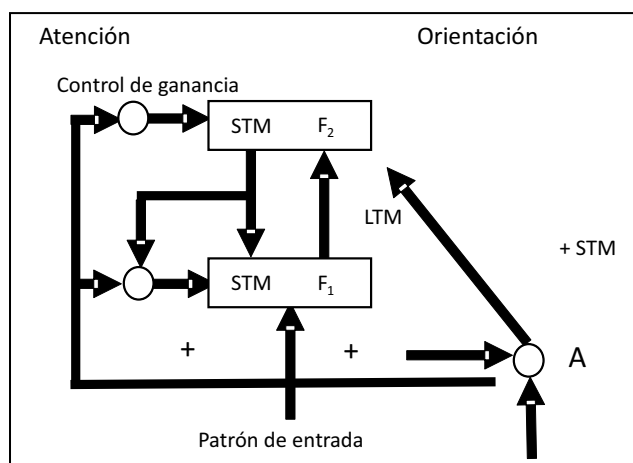 Atención Orientación
Control de ganancia
STM F₂
LTM
+ STM
STM F₁
+ + A
Patrón de entrada